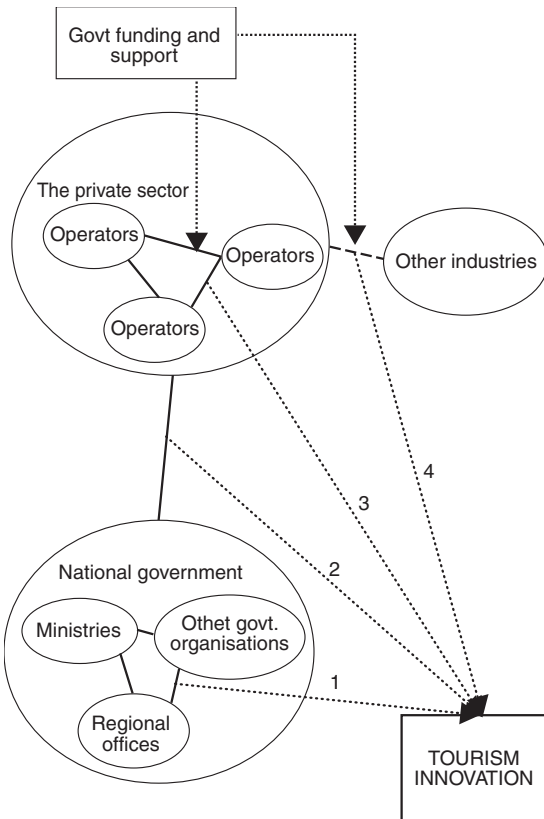 Govt funding and
support
The private sector
Operators
Operators
Operators
Other industries
4
3
2
National government
Ministries
Othet govt.
organisations
1
Regional
offices
TOURISM
INNOVATION